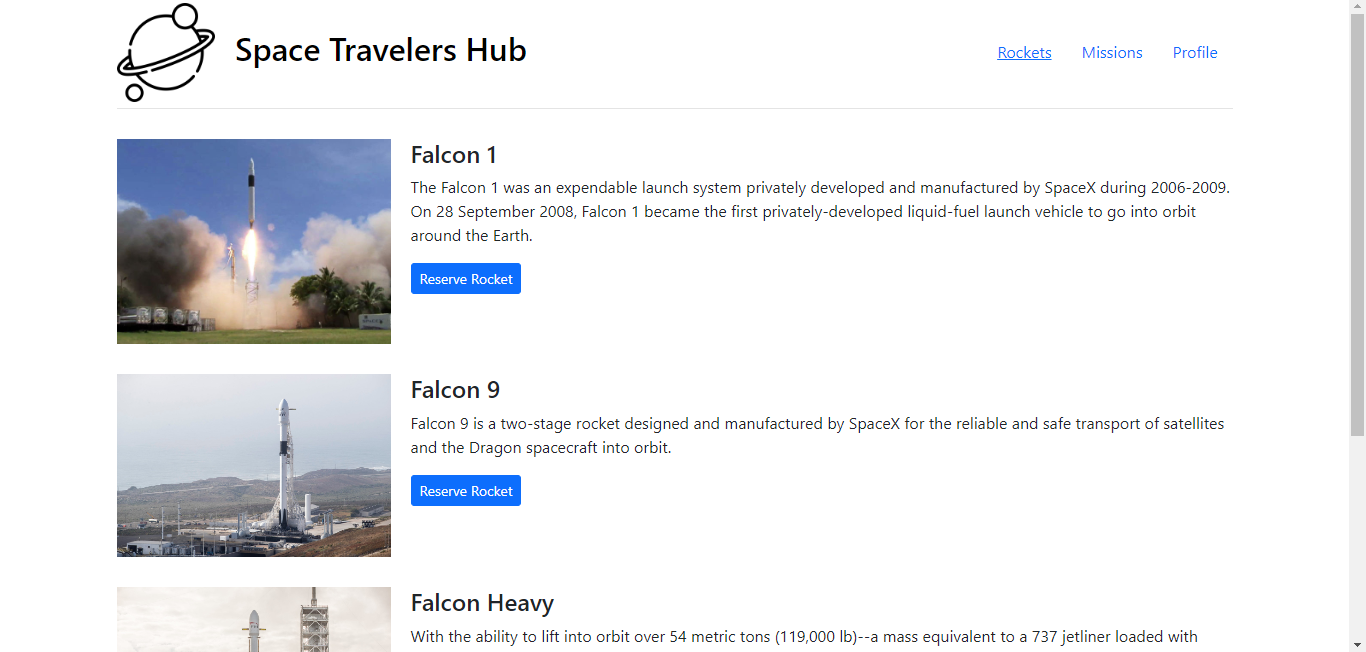 Space Travelers Hub
Rockets Missions Profile
Falcon 1
The Falcon 1 was an expendable launch system privately developed and manufactured by SpaceX during 2006-2009.
On 28 September 2008, Falcon 1 became the first privately-developed liquid-fuel launch vehicle to go into orbit
around the Earth.
Reserve Rocket
Falcon 9
Falcon 9 is a two-stage rocket designed and manufactured by SpaceX for the reliable and safe transport of satellites
and the Dragon spacecraft into orbit.
Reserve Rocket
Falcon Heavy
With the ability to lift into orbit over 54 metric tons (119,000 lb)--a mass equivalent to a 737 jetliner loaded with